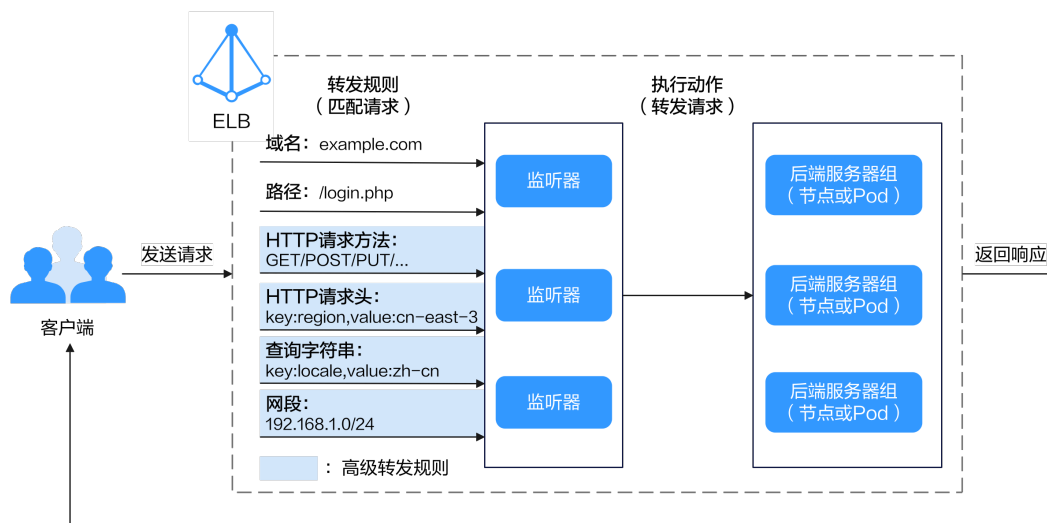 ELB
转发规则
（匹配请求）
执行动作
（转发请求）
域名：example.com
路径：/login.php
HTTP请求方法：
GET/POST/PUT/...
HTTP请求头：
key:region,value:cn-east-3
查询字符串：
key:locale,value:zh-cn
网段：
192.168.1.0/24
：高级转发规则
监听器
监听器
监听器
后端服务器组
（节点或Pod）
后端服务器组
（节点或Pod）
后端服务器组
（节点或Pod）
发送请求
客户端
返回响应